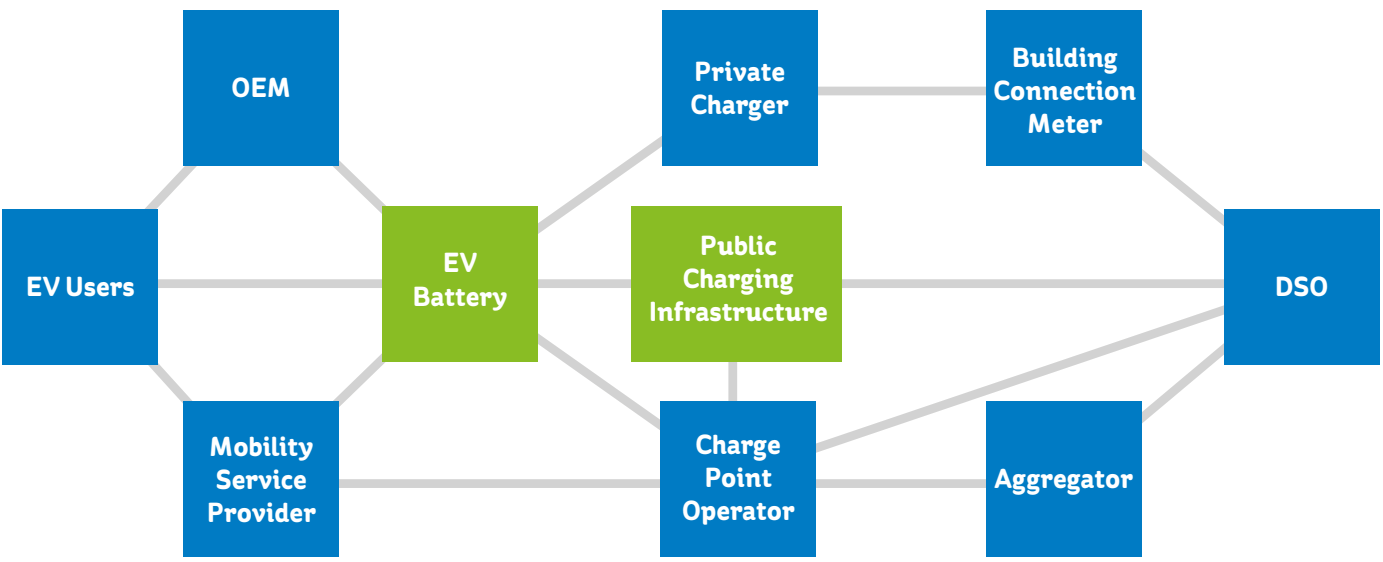 OEM
Private
Charger
Building
Connection
Meter
EV Users
EV
Battery
Public
Charging
Infrastructure
DSO
Mobility
Service
Provider
Charge
Point
Operator
Aggregator